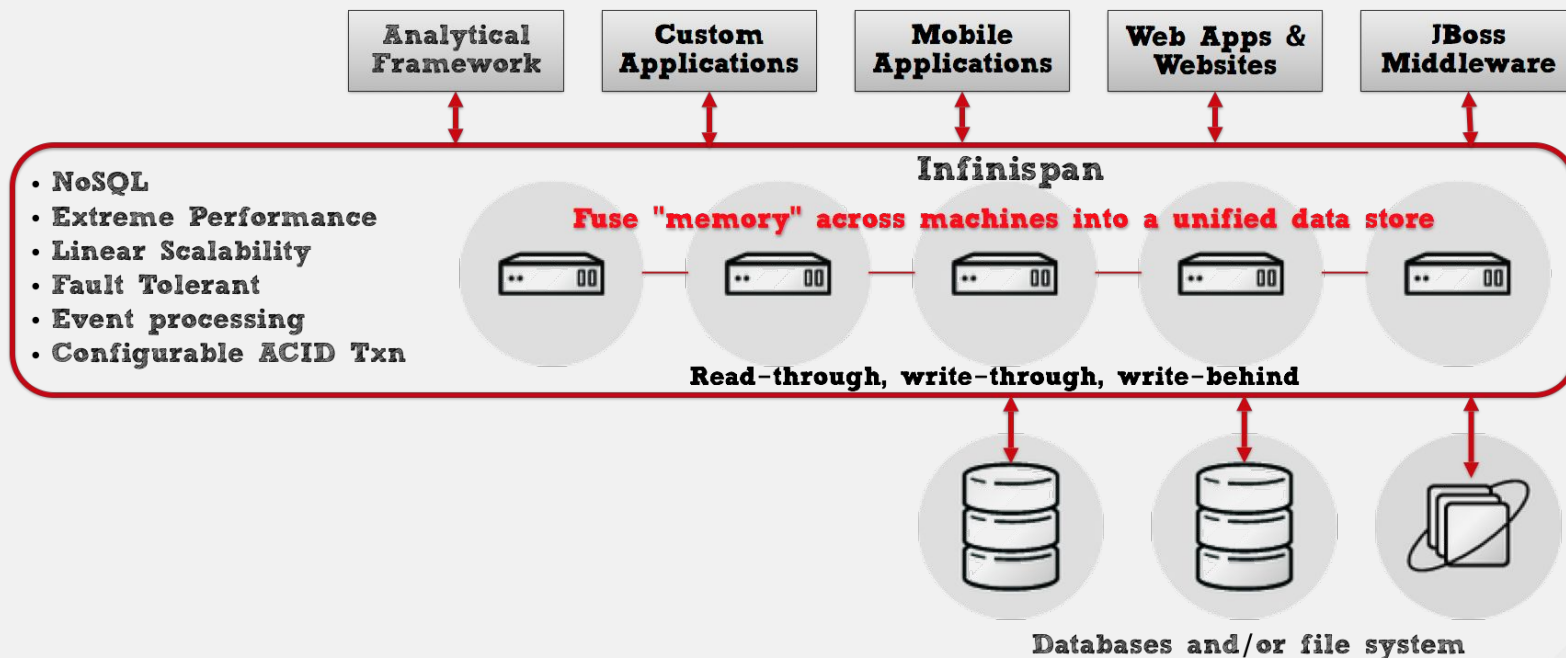 Analytical
Framework
Custom
Applications
Mobile
Applications
Web Apps &
Websites
JBoss
Middleware
Infinispan
• NoSQL
• Extreme Performance
• Linear Scalability
• Fault Tolerant
• Event processing
• Configurable ACID Txn
Fuse "memory" across machines into a unified data store
Read-through, write-through, write-behind
Databases and/or file system